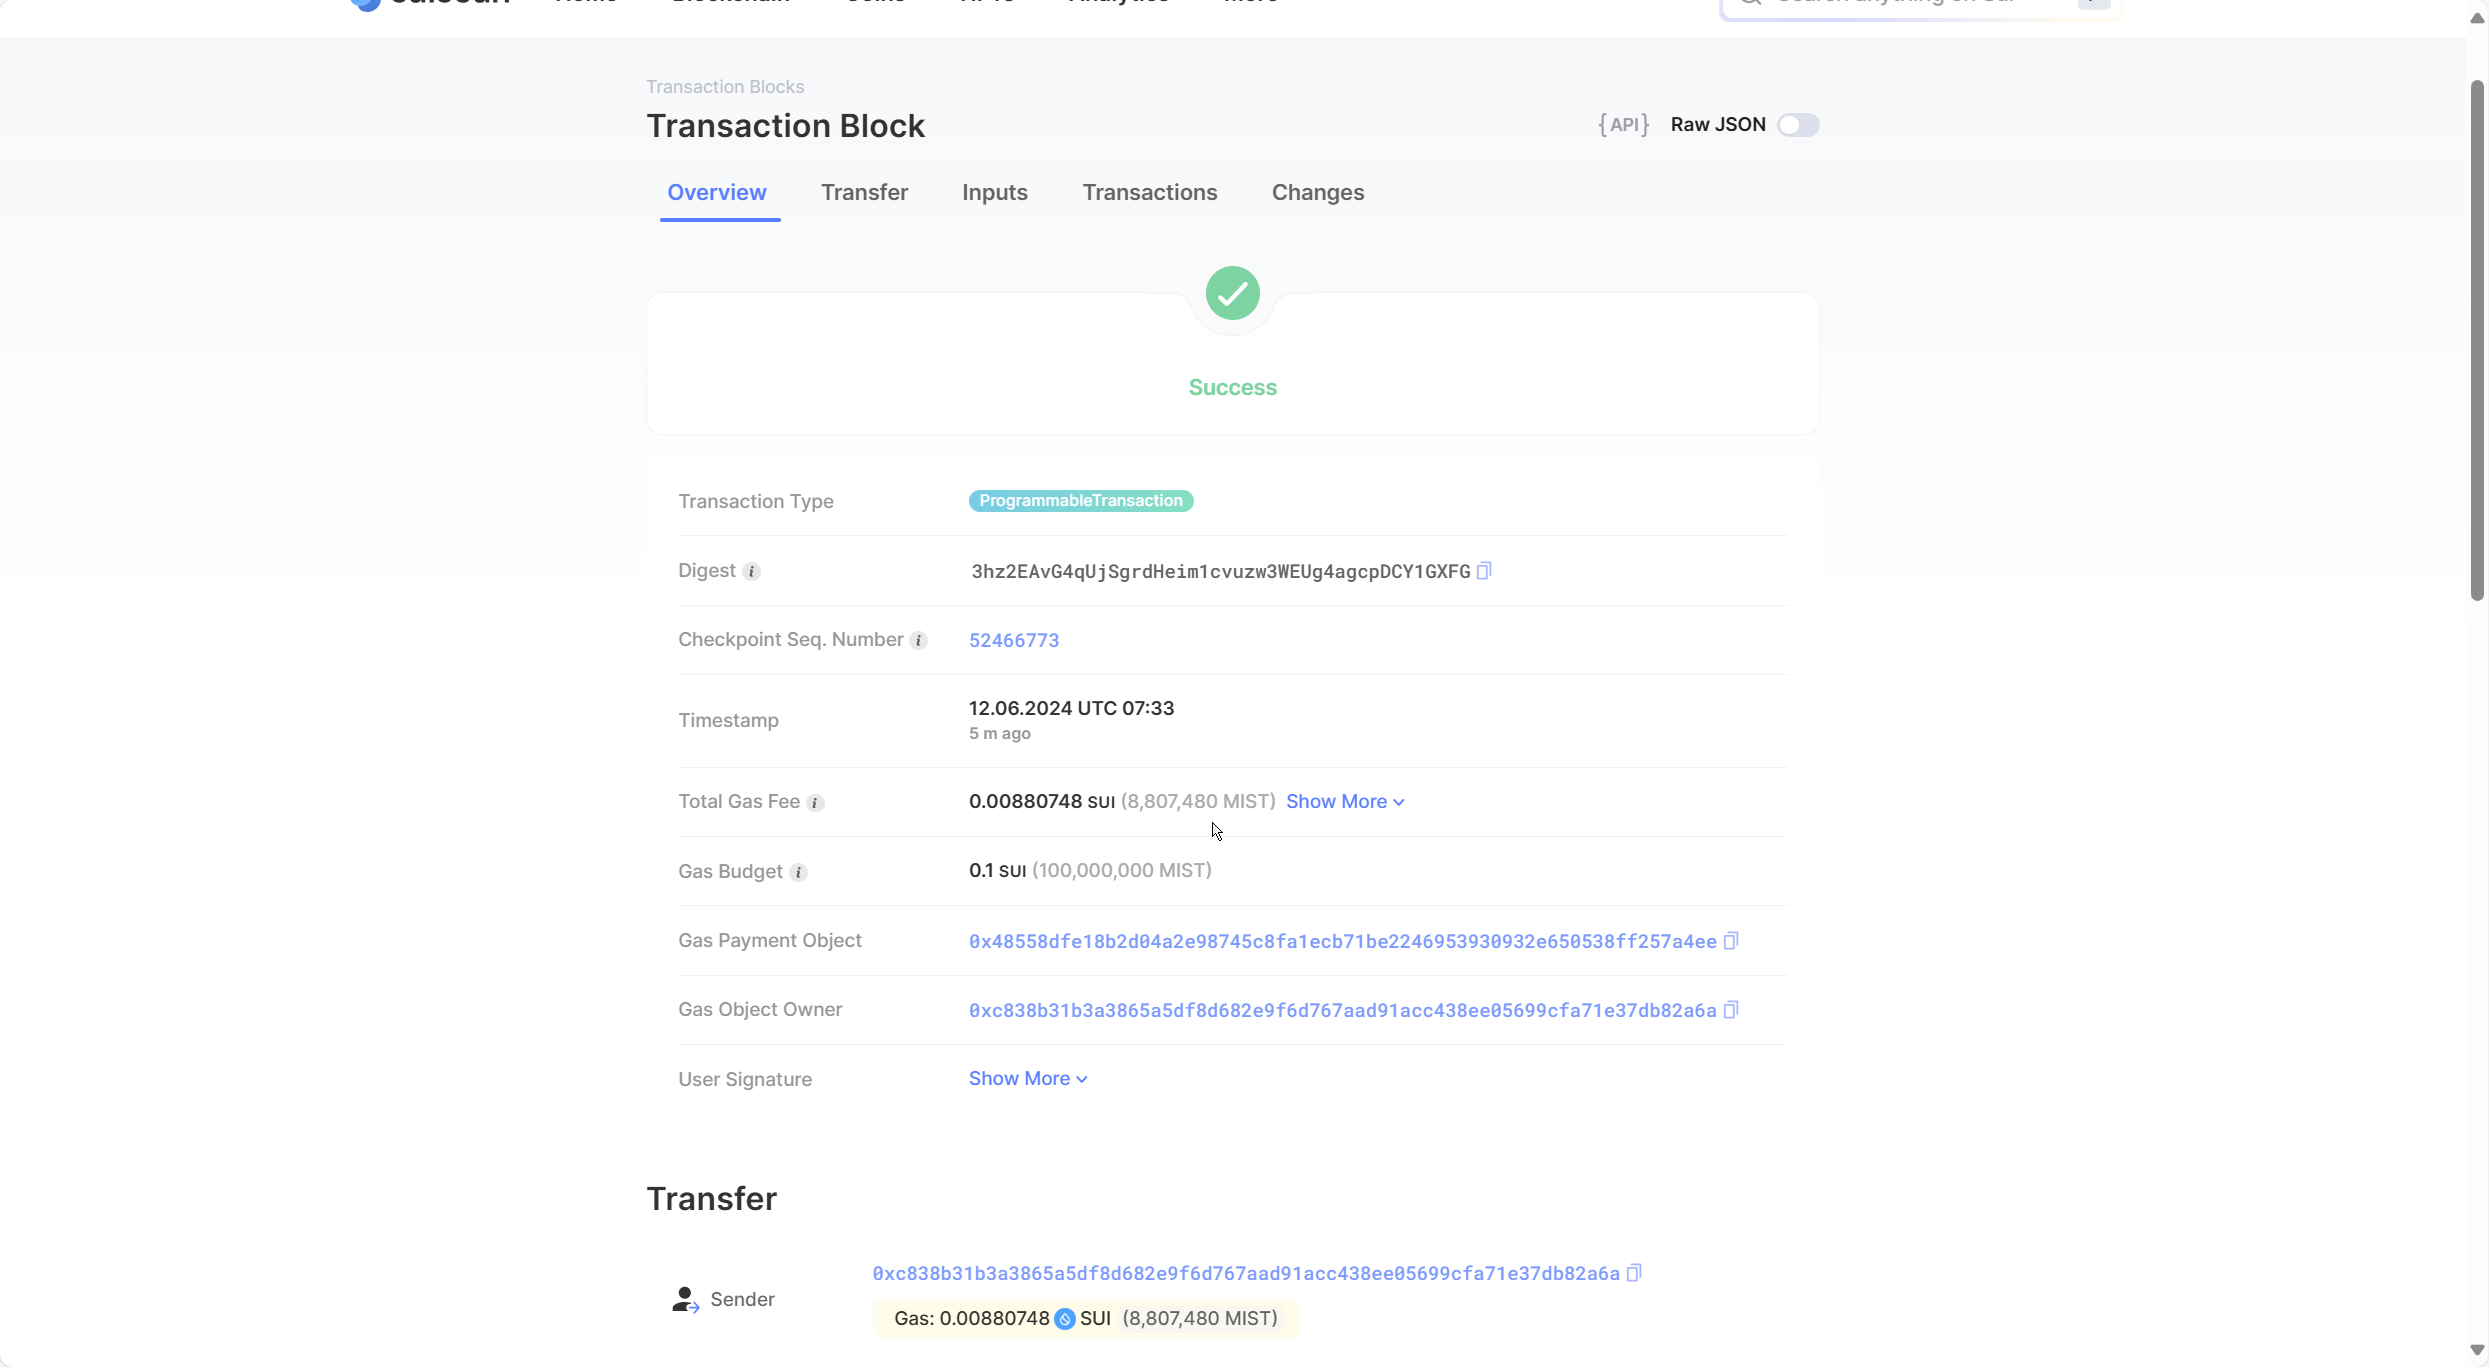 Transaction Blocks
Transaction Block
{API} Raw JSON
Overview Transfer Inputs Transactions Changes
Success
Transaction Type ProgrammableTransaction
Digest 3hz2EAvG4qUjSgrdHeim1cvuzw3WEUg4agcpDCY1GXFG
Checkpoint Seq. Number 52466773
Timestamp 12.06.2024 UTC 07:33
5 m ago
Total Gas Fee 0.00880748 SUI (8,807,480 MIST) Show More
Gas Budget 0.1 SUI (100,000,000 MIST)
Gas Payment Object 0x48558dfe18b2d04a2e98745c8fa1ecb71be2246953930932e650538ff257a4ee
Gas Object Owner 0xc838b31b3a3865a5df8d682e9f6d767aad91acc438ee05699cfa71e37db82a6a
User Signature Show More
Transfer
0xc838b31b3a3865a5df8d682e9f6d767aad91acc438ee05699cfa71e37db82a6a
Sender
Gas: 0.00880748 SUI (8,807,480 MIST)